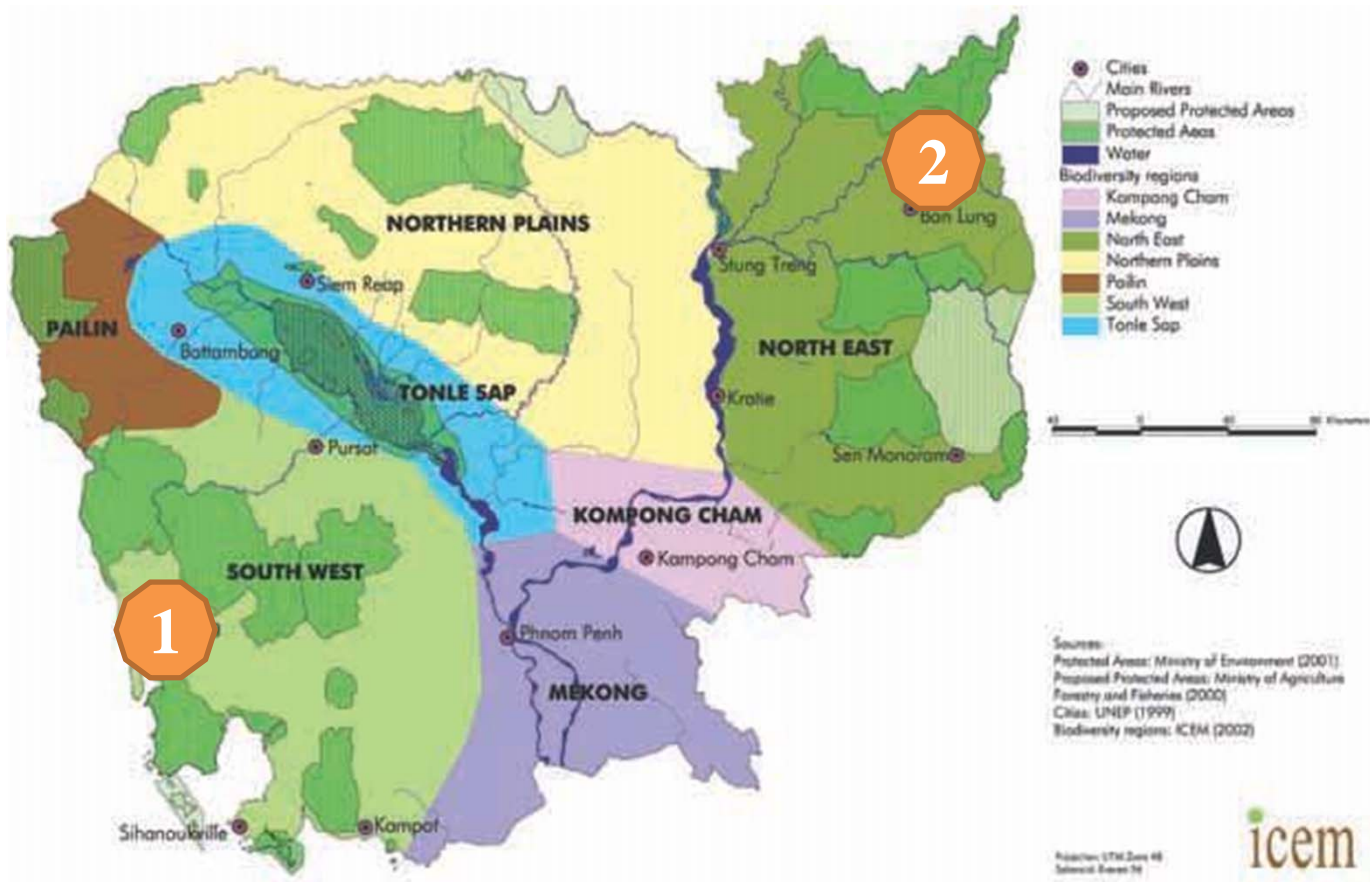 NORTHERN PLAINS
Siem Reap
PAILIN
Battambang
TONLE SAP
Pursat
SOUTH WEST
1
Sihanoukville
Kampot
2
Ban Lung
Stung Treng
NORTH EAST
Kratie
Sen Monorom
KOMPONG CHAM
Kampong Cham
Phnom Penh
MEKONG
Cities
Main Rivers
Proposed Protected Areas
Protected Aeas
Water
Biodiversity regions
Kampong Cham
Mekong
North East
Northern Plains
Pailin
South West
Tonle Sap
Sources:
Protected Areas: Ministry of Environment (2001)
Proposed Protected Areas: Ministry of Agriculture
Forestry and Fisheries (2000)
Cities: UNEP (1999)
Biodiversity regions: ICEM (2002)
icem